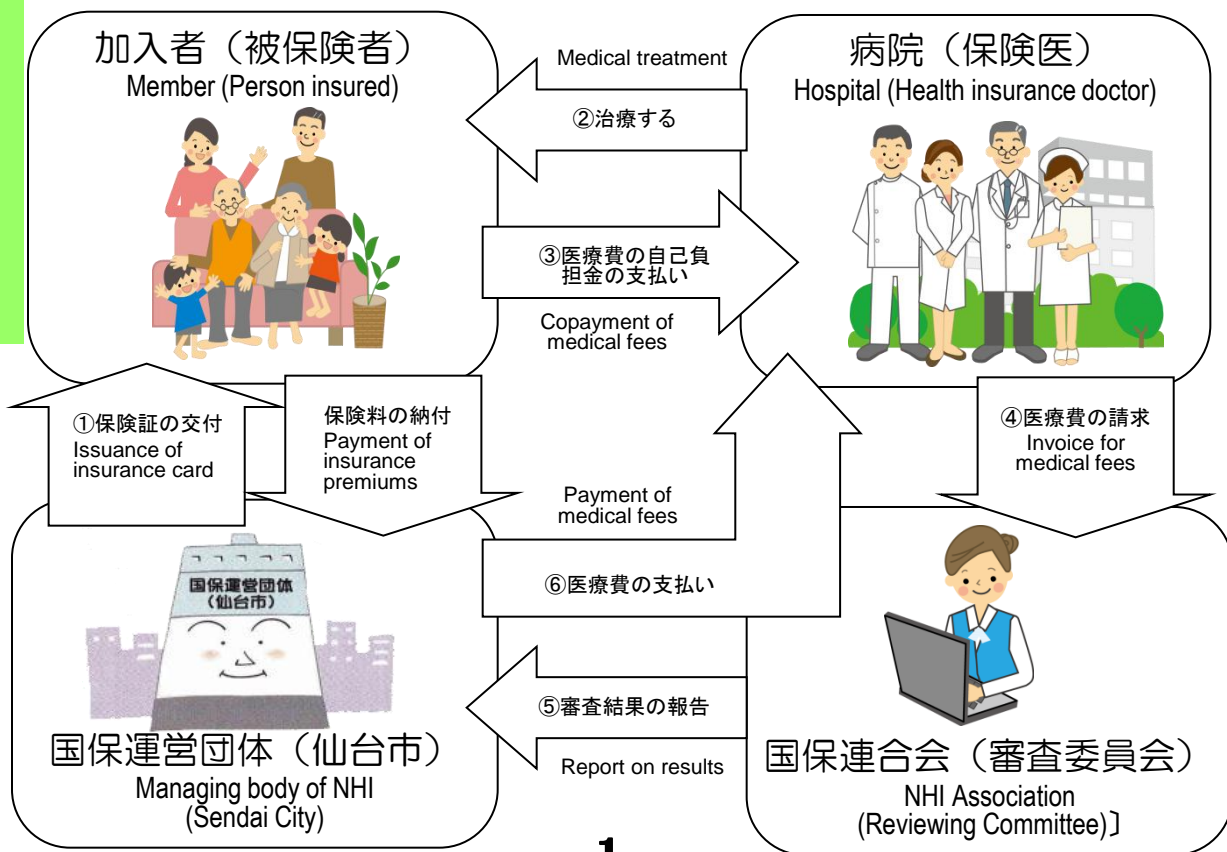 加入者（被保険者）
Member (Person insured)
Medical treatment
②治療する
病院（保険医）
Hospital (Health insurance doctor)
③医療費の自己負
担金の支払い
Copayment of
medical fees
①保険証の交付
Issuance of
insurance card
保険料の納付
Payment of
insurance
premiums
④医療費の請求
Invoice for
medical fees
Payment of
medical fees
⑥医療費の支払い
国保運営団体
（仙台市）
⑤審査結果の報告
Report on results
国保運営団体（仙台市）
Managing body of NHI
(Sendai City)
国保連合会（審査委員会）
NHI Association
(Reviewing Committee)〕
1